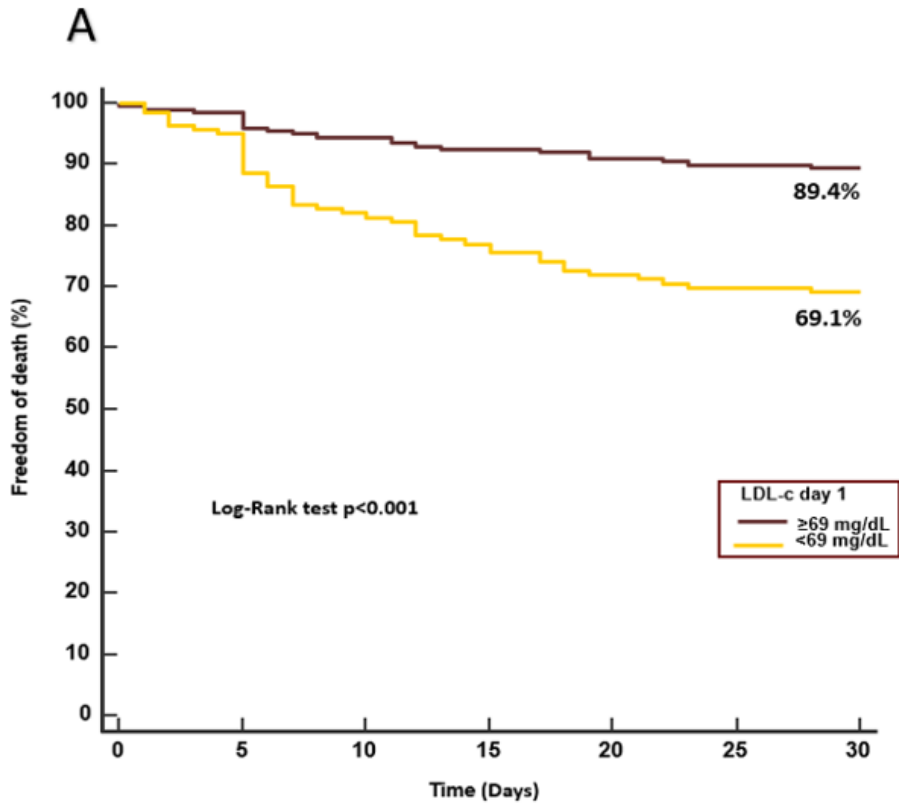 A
100
90
80
70
60
50
40
30
20
10
0
Freedom of death (%)
89.4%
69.1%
Log-Rank test p<0.001
LDL-c day 1
≥69 mg/dL
<69 mg/dL
0 5 10 15 20 25 30
Time (Days)